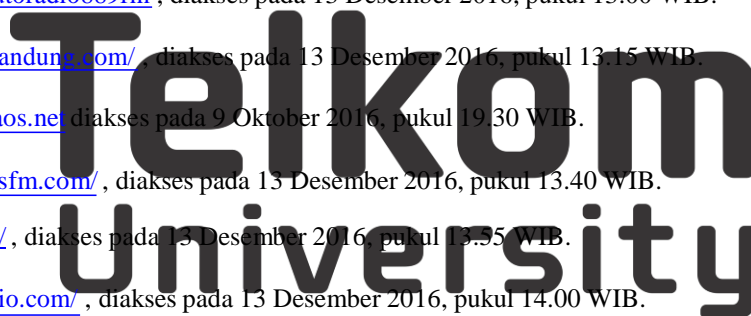 , diakses pada 13 Desember 2016, pukul 13.00 WIB.
andung.com/ , diakses pada 13 Desember 2016, pukul 13.15 WIB.
aos.net diakses pada 9 Oktober 2016, pukul 19.30 WIB.
sfm.com/ , diakses pada 13 Desember 2016, pukul 13.40 WIB.
/ , diakses pada 13 Desember 2016, pukul 13.55 WIB.
io.com/ , diakses pada 13 Desember 2016, pukul 14.00 WIB.
Telkom
University